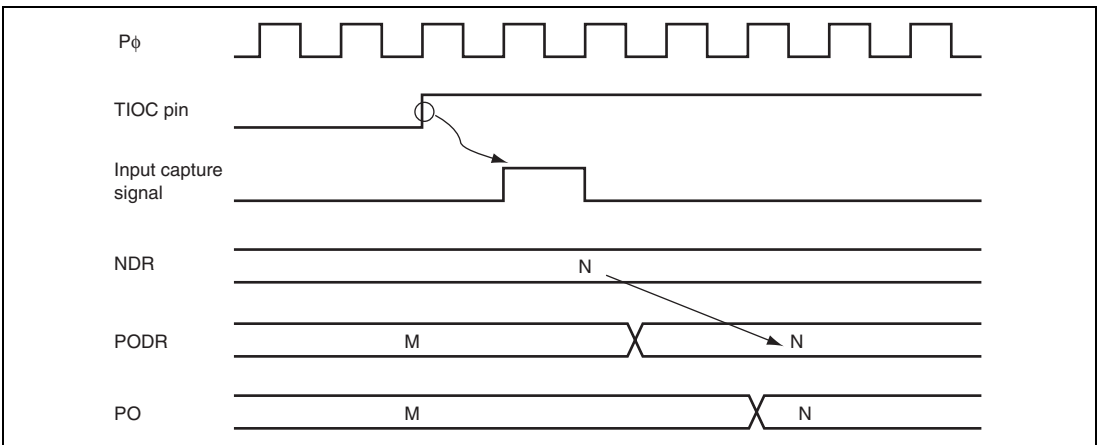 Pϕ
TIOC pin
Input capture
signal
NDR
N
PODR
M
N
PO
M
N